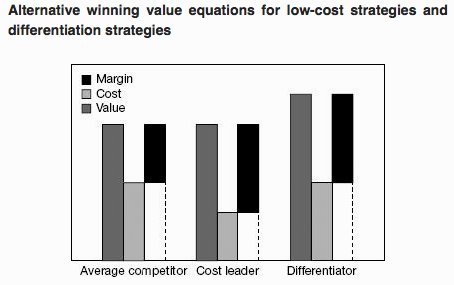 Alternative winning value equations for low-cost strategies and
differentiation strategies
Margin
Cost
Value
Average competitor Cost leader Differentiator